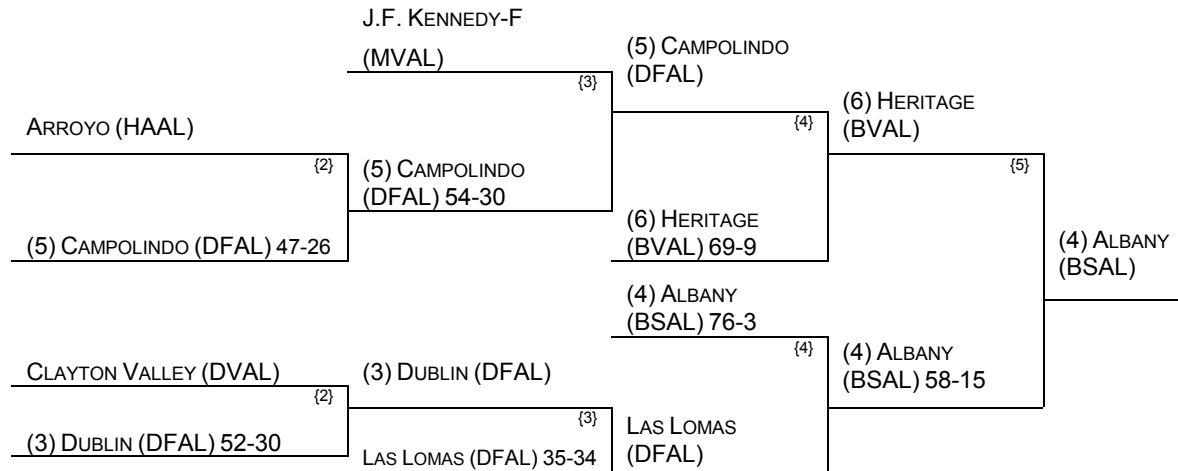 J.F. KENNEDY-F
(MVAL)
{3}
(5) CAMPOLINDO
(DFAL)
{4}
(6) HERITAGE
(BVAL)
{5}
ARROYO (HAAL)
{2}
(5) CAMPOLINDO
(DFAL) 54-30
(5) CAMPOLINDO (DFAL) 47-26
(6) HERITAGE
(BVAL) 69-9
(4) ALBANY
(BSAL)
(4) ALBANY
(BSAL) 76-3
{4}
(4) ALBANY
(BSAL) 58-15
CLAYTON VALLEY (DVAL)
{2}
(3) DUBLIN (DFAL)
{3}
(3) DUBLIN (DFAL) 52-30
LAS LOMAS (DFAL) 35-34
LAS LOMAS
(DFAL)